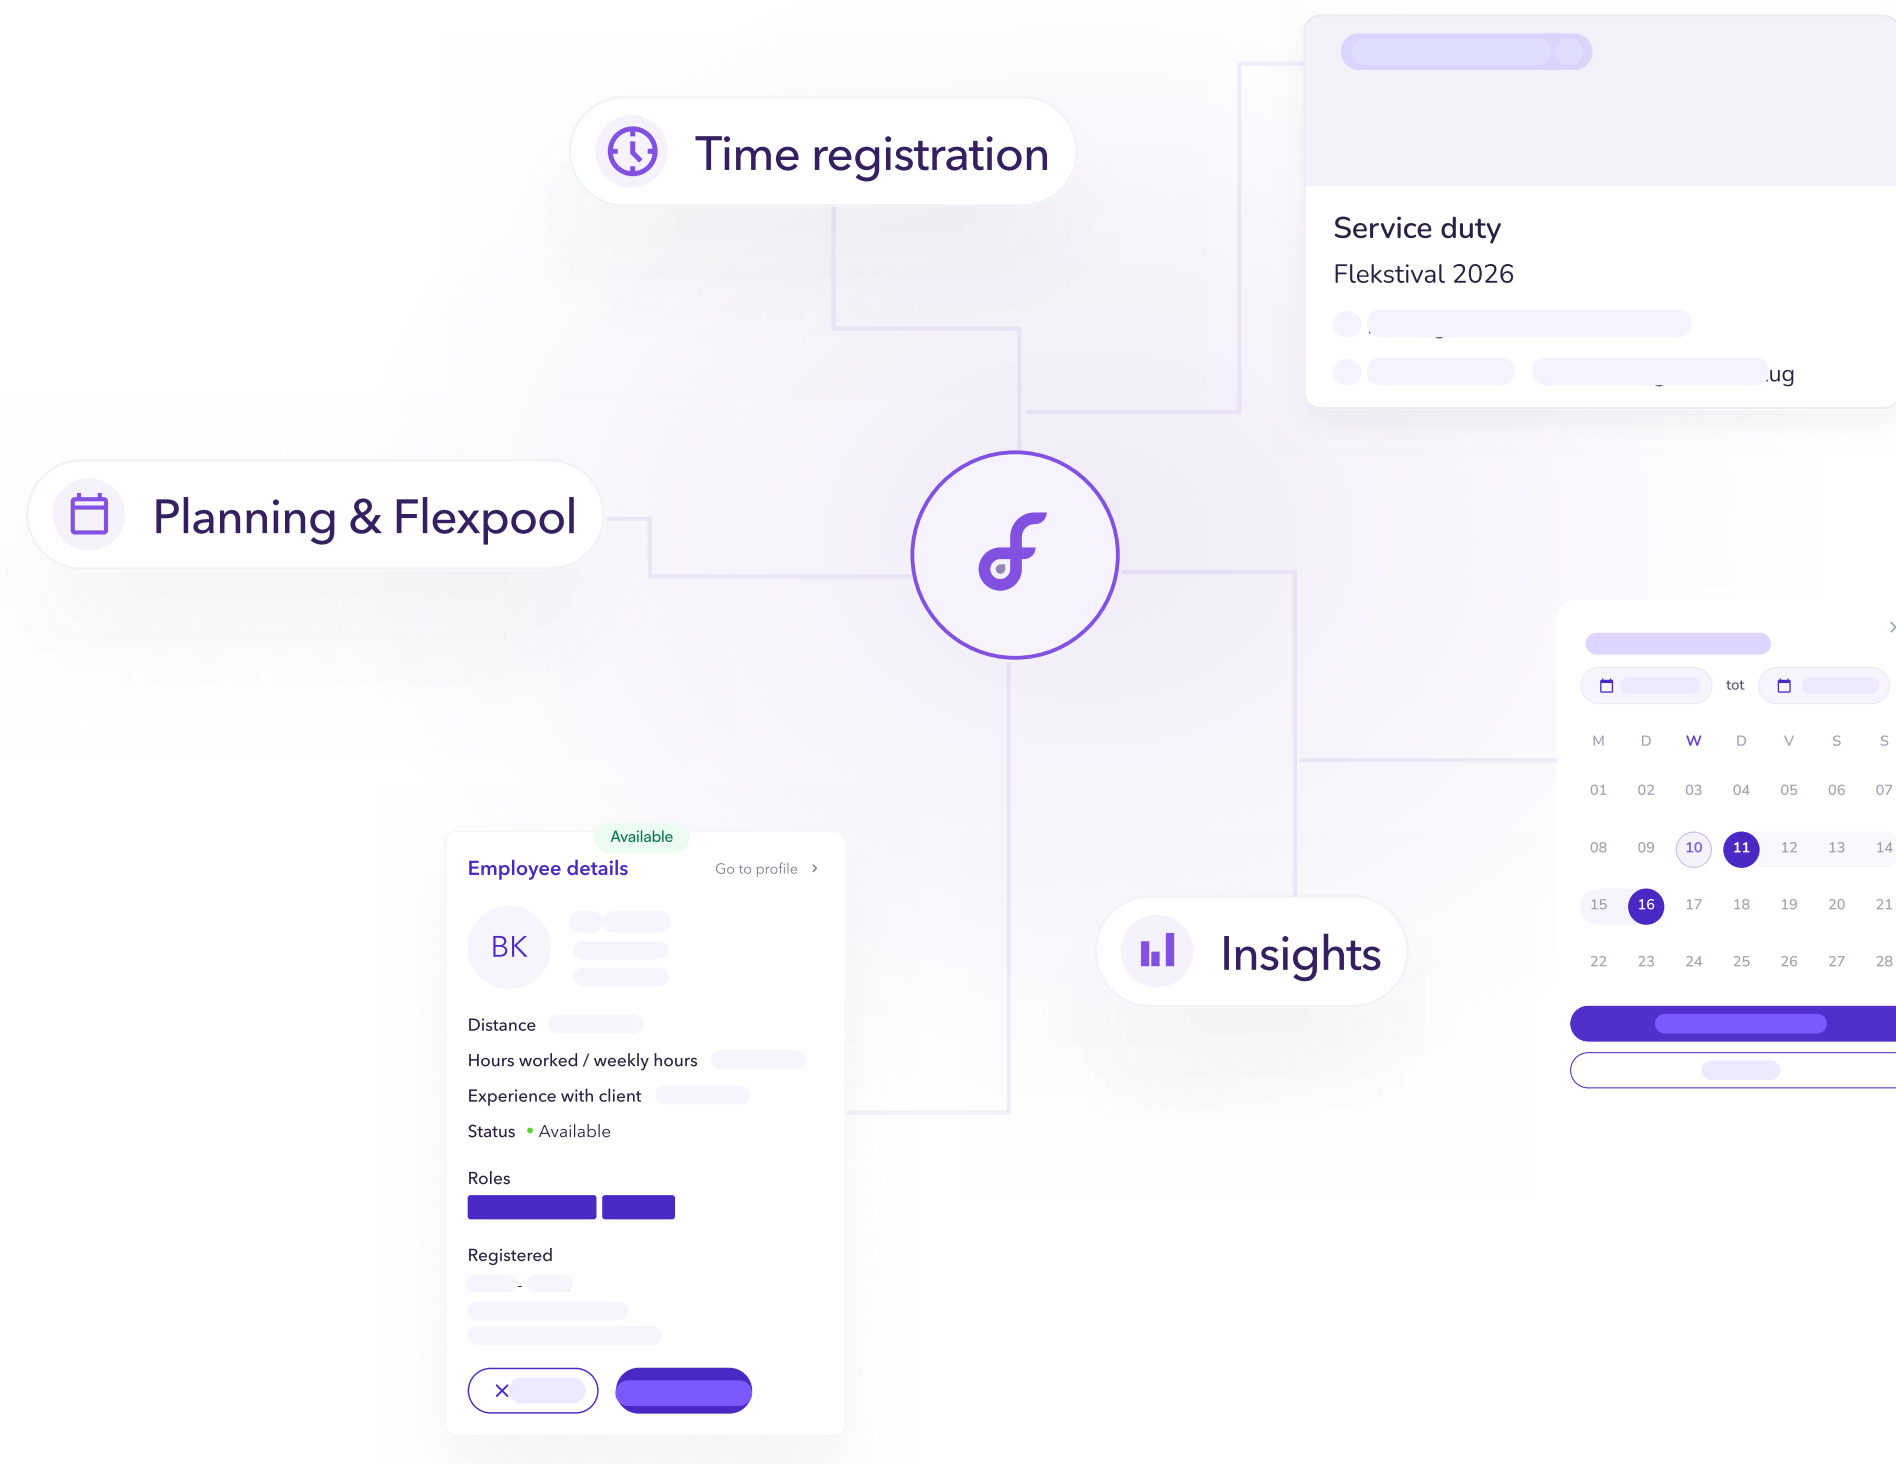 Time registration
Service duty
Flekstival 2026
ug
Planning & Flexpool
tot
M D W D V S S
01 02 03 04 05 06 07
08 09 10 11 12 13 14
15 16 17 18 19 20 21
22 23 24 25 26 27 28
Available
Employee details Go to profile
BK
Distance
Hours worked / weekly hours
Experience with client
Status • Available
Roles
Registered
-
Insights